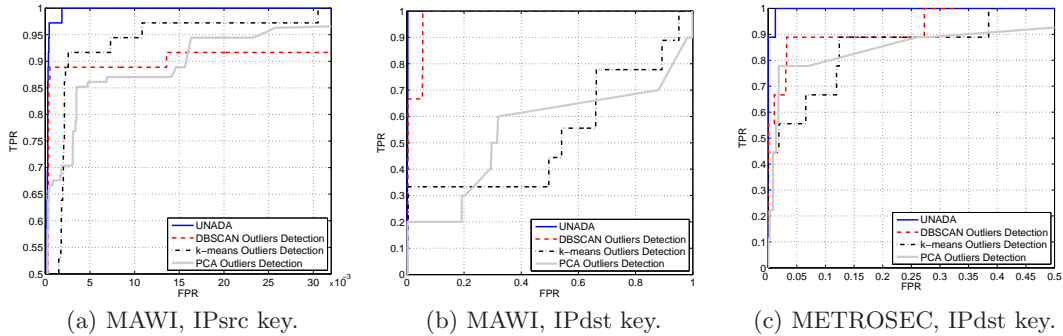 1
0.95
0.9
0.85
0.8
0.75
0.7
0.65
0.6
0.55
0.5
TPR
0 5 10 15 20 25 30
x 10⁻³
FPR
UNADA
DBSCAN Outliers Detection
k−means Outliers Detection
PCA Outliers Detection
(a) MAWI, IPsrc key.
1
0.9
0.8
0.7
0.6
0.5
0.4
0.3
0.2
0.1
0
TPR
0 0.2 0.4 0.6 0.8 1
FPR
UNADA
DBSCAN Outliers Detection
k−means Outliers Detection
PCA Outliers Detection
(b) MAWI, IPdst key.
1
0.9
0.8
0.7
0.6
0.5
0.4
0.3
0.2
0.1
0
TPR
0.05 0.1 0.15 0.2 0.25 0.3 0.35 0.4 0.45 0.5
FPR
UNADA
DBSCAN Outliers Detection
k−means Outliers Detection
PCA Outliers Detection
(c) METROSEC, IPdst key.